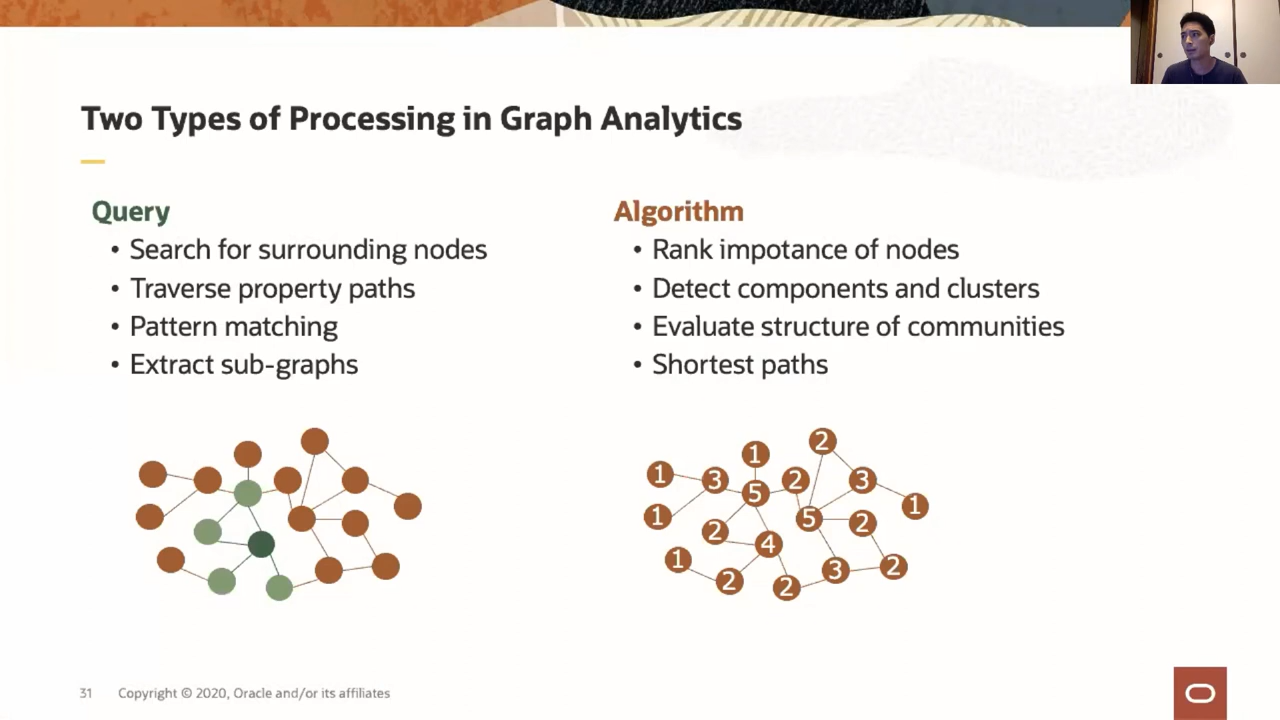 Two Types of Processing in Graph Analytics
Query
• Search for surrounding nodes
• Traverse property paths
• Pattern matching
• Extract sub-graphs
Algorithm
• Rank impotance of nodes
• Detect components and clusters
• Evaluate structure of communities
• Shortest paths
2
1
1 3 2 3
5
1 5 2 1
2
4
1 3 2
2 2
31 Copyright © 2020, Oracle and/or its affiliates